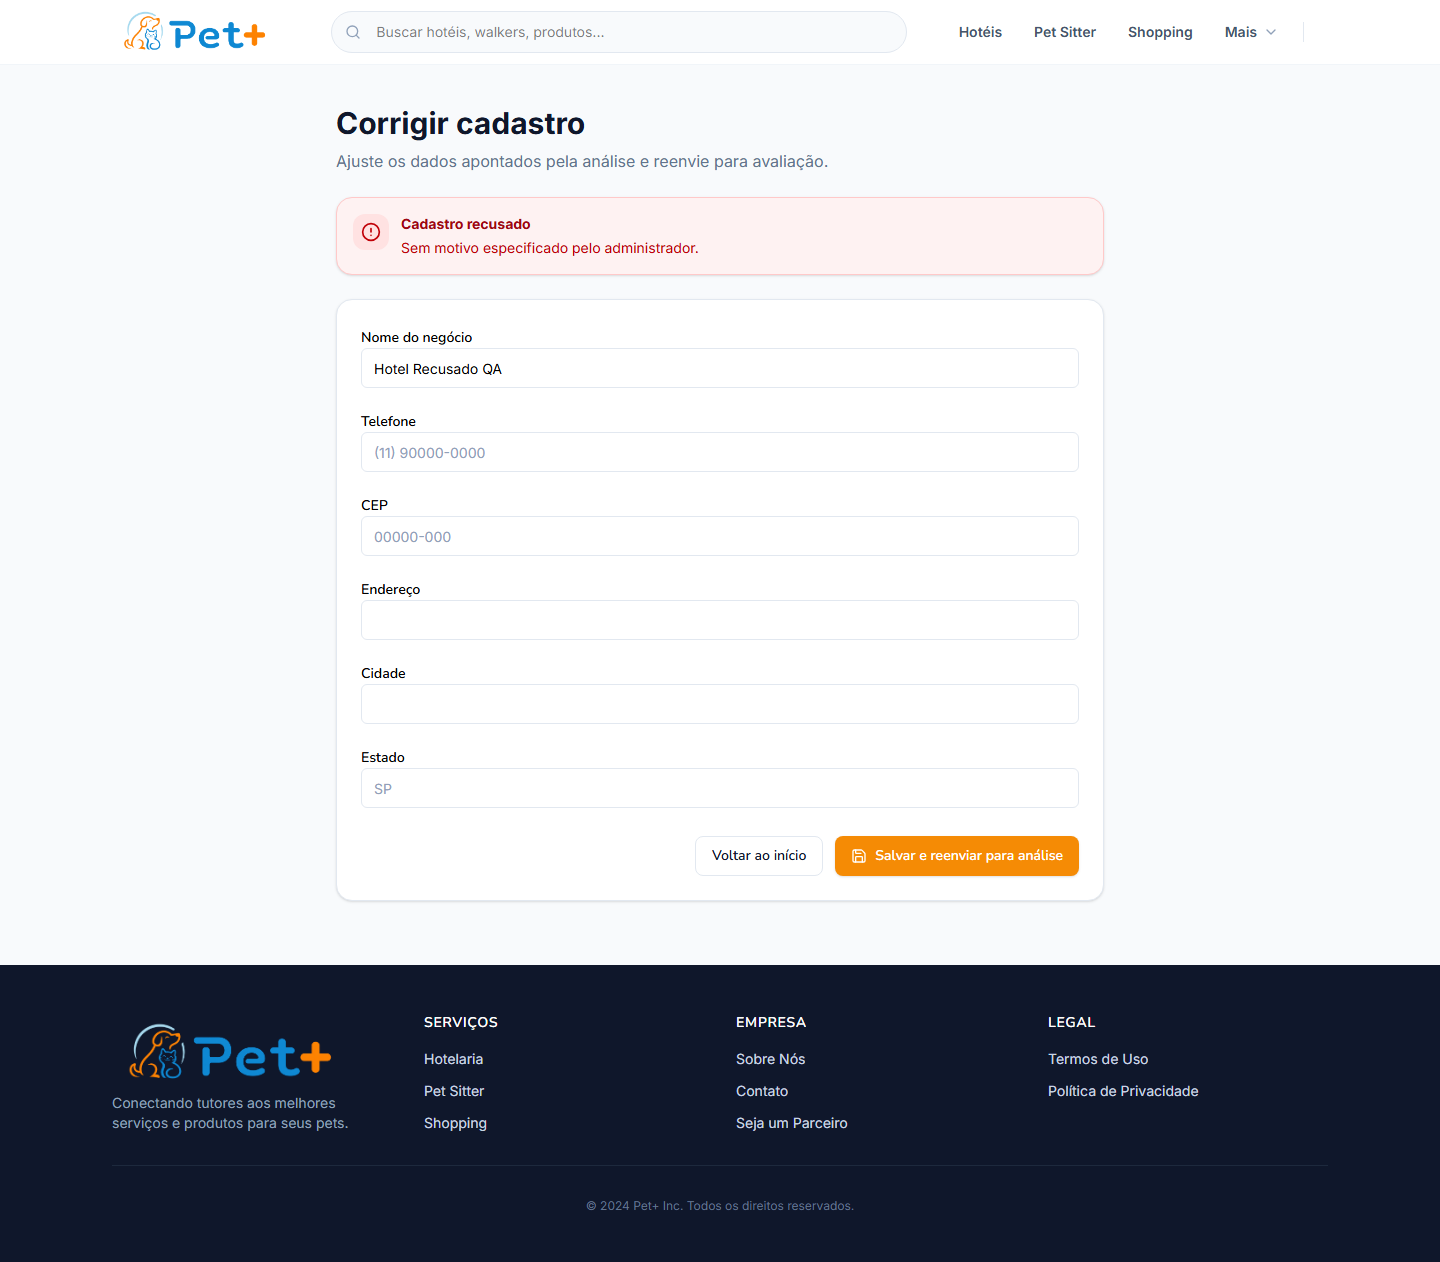 Pet+
Buscar hotéis, walkers, produtos...
Hotéis
Pet Sitter
Shopping
Mais
Corrigir cadastro
Ajuste os dados apontados pela análise e reenvie para avaliação.
Cadastro recusado
Sem motivo especificado pelo administrador.
Nome do negócio
Hotel Recusado QA
Telefone
(11) 90000-0000
CEP
00000-000
Endereço
Cidade
Estado
SP
Voltar ao início
Salvar e reenviar para análise
Pet+
Conectando tutores aos melhores
serviços e produtos para seus pets.
SERVIÇOS
Hotelaria
Pet Sitter
Shopping
EMPRESA
Sobre Nós
Contato
Seja um Parceiro
LEGAL
Termos de Uso
Política de Privacidade
© 2024 Pet+ Inc. Todos os direitos reservados.